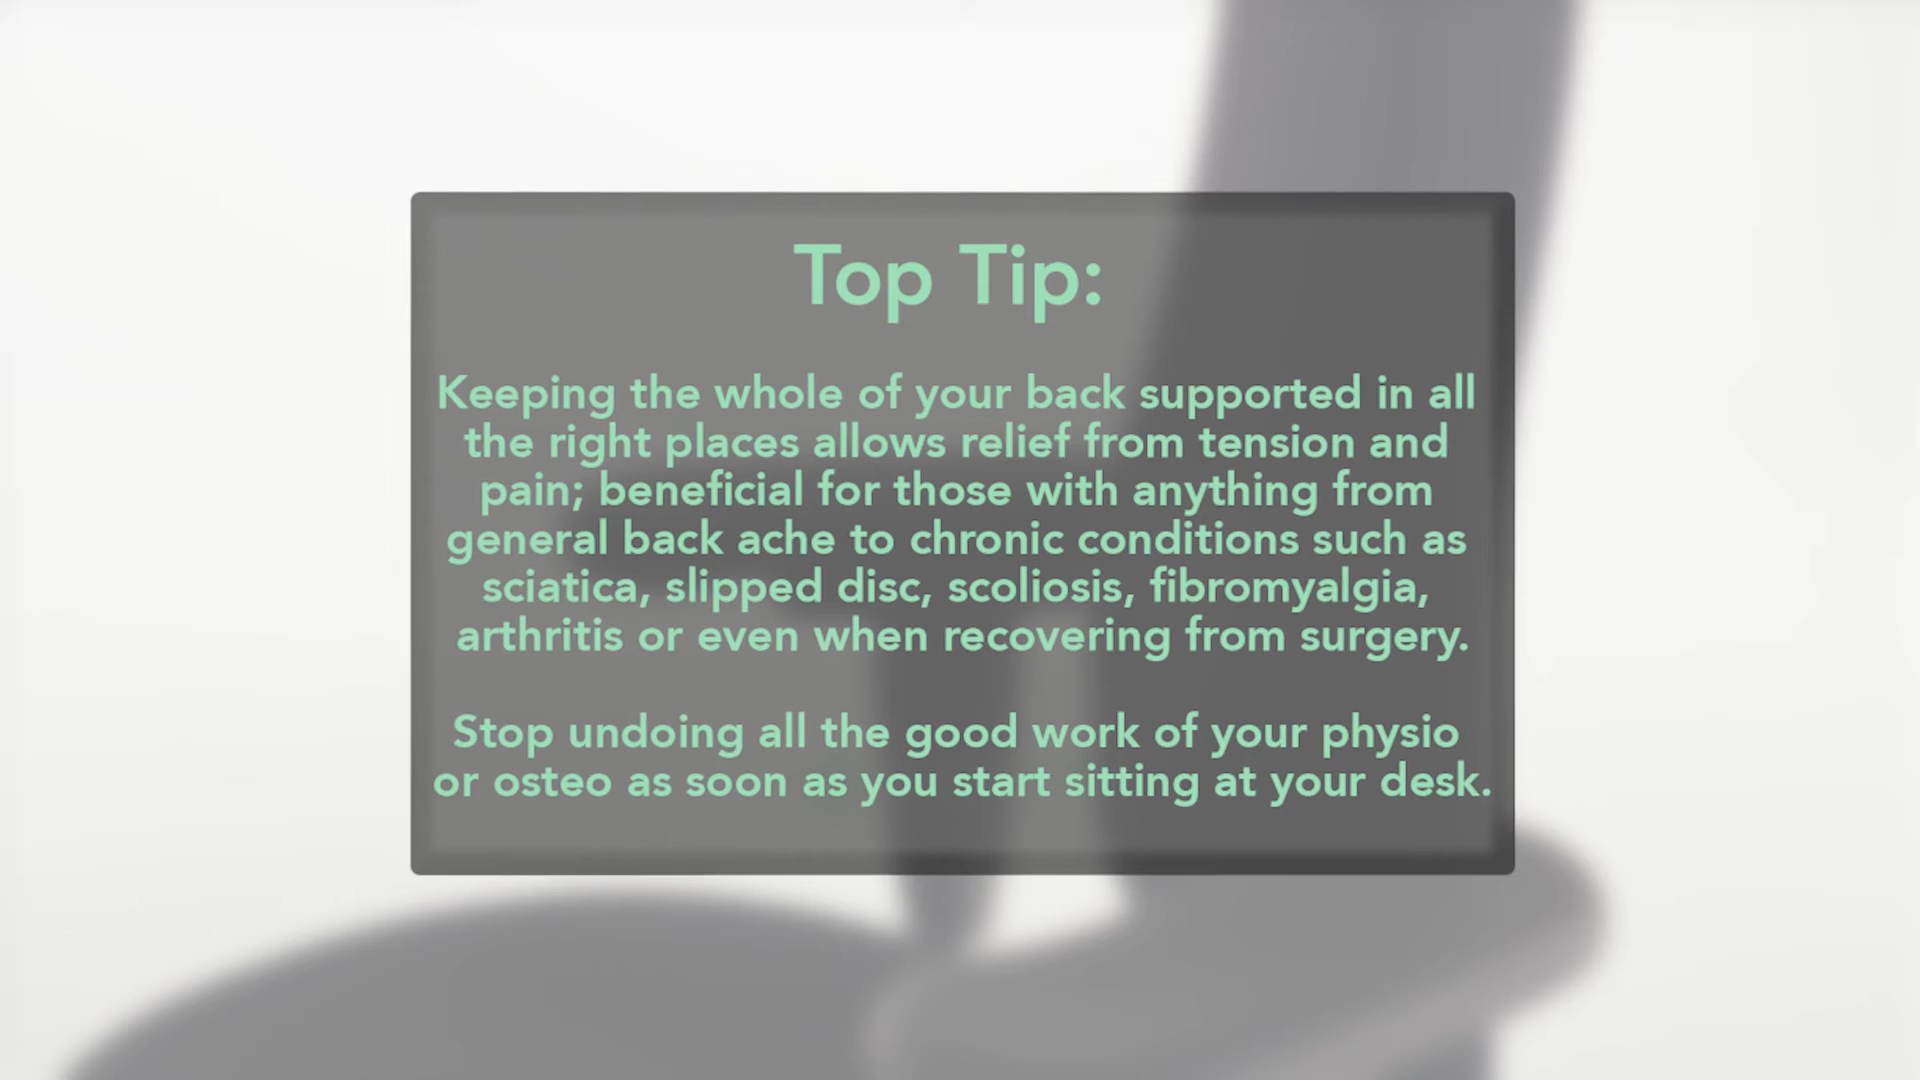 Top Tip:
Keeping the whole of your back supported in all
the right places allows relief from tension and
pain; beneficial for those with anything from
general back ache to chronic conditions such as
sciatica, slipped disc, scoliosis, fibromyalgia,
arthritis or even when recovering from surgery.
Stop undoing all the good work of your physio
or osteo as soon as you start sitting at your desk.